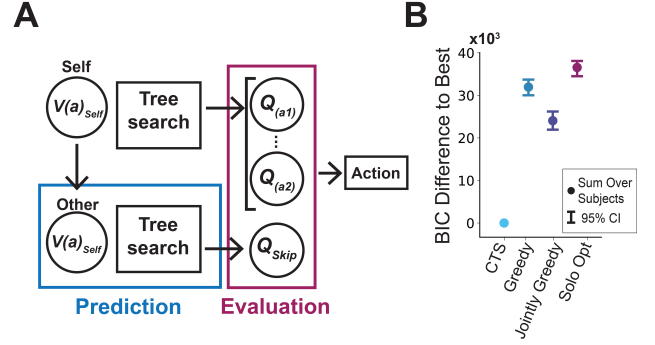 A
Self
V(a)Self
Tree
search
Q(a1)
Q(a2)
Action
Other
V(a)Self
Tree
search
QSkip
Prediction
Evaluation
B
x10³
BIC Difference to Best
40
30
20
10
0
Sum Over
Subjects
95% CI
CTS
Greedy
Jointly Greedy
Solo Opt